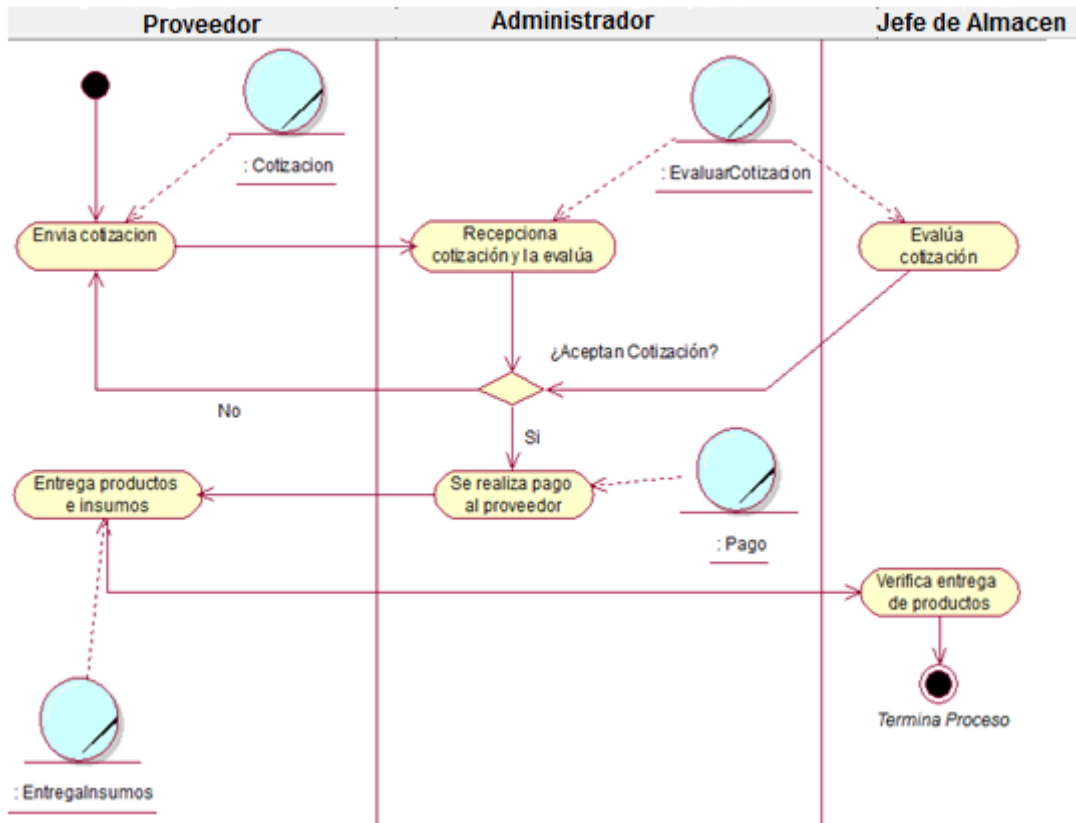 Proveedor
Administrador
Jefe de Almacen
: Cotizacion
: EvaluarCotizacion
Envia cotizacion
Recepciona
cotización y la evalúa
Evalúa
cotización
¿Aceptan Cotización?
No
Si
Entrega productos
e insumos
Se realiza pago
al proveedor
: Pago
Verifica entrega
de productos
Termina Proceso
: EntregaInsumos